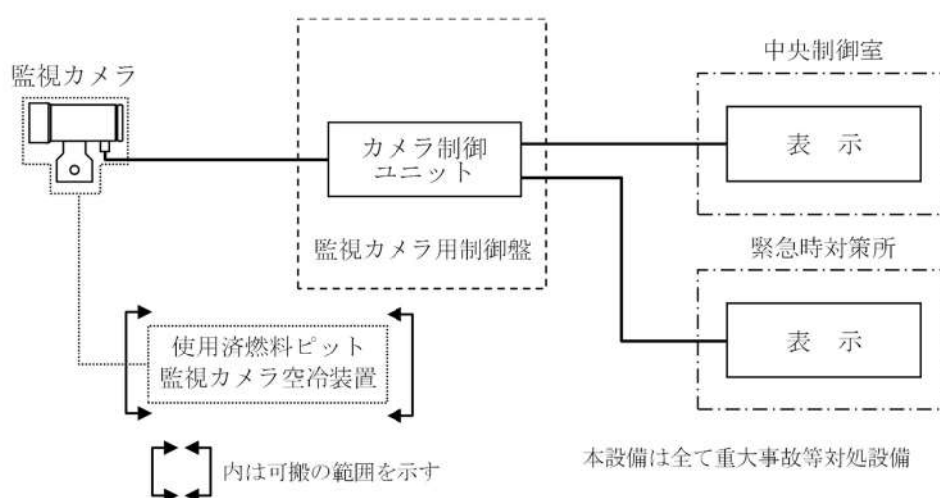 監視カメラ
カメラ制御
ユニット
監視カメラ用制御盤
中央制御室
表 示
緊急時対策所
表 示
使用済燃料ピット
監視カメラ空冷装置
内は可搬の範囲を示す
本設備は全て重大事故等対処設備